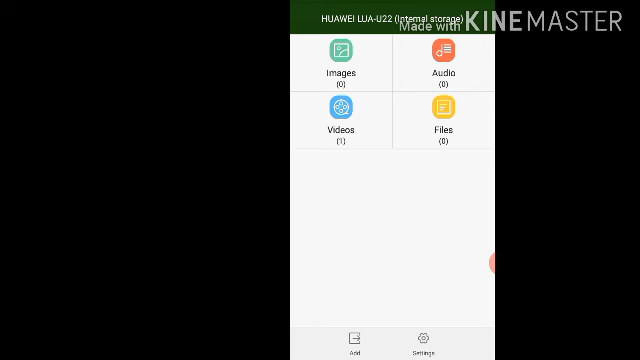 HUAWEI LUA-U22 (Internal storage)
Made with KINEMASTER
Images
(0)
Audio
(0)
Videos
(1)
Files
(0)
Add
Settings